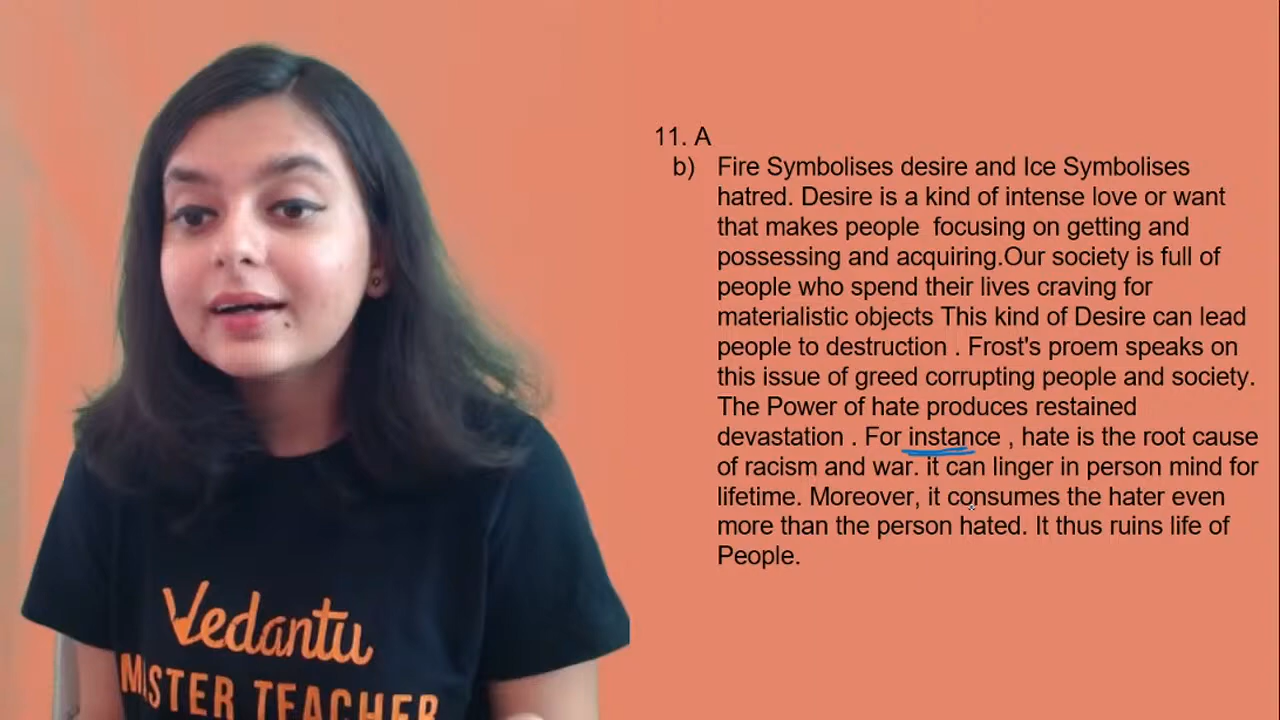 11. A
b) Fire Symbolises desire and Ice Symbolises
hatred. Desire is a kind of intense love or want
that makes people focusing on getting and
possessing and acquiring.Our society is full of
people who spend their lives craving for
materialistic objects This kind of Desire can lead
people to destruction . Frost's proem speaks on
this issue of greed corrupting people and society.
The Power of hate produces restained
devastation . For instance , hate is the root cause
of racism and war. it can linger in person mind for
lifetime. Moreover, it consumes the hater even
more than the person hated. It thus ruins life of
People.
Vedantu
MASTER TEACHER